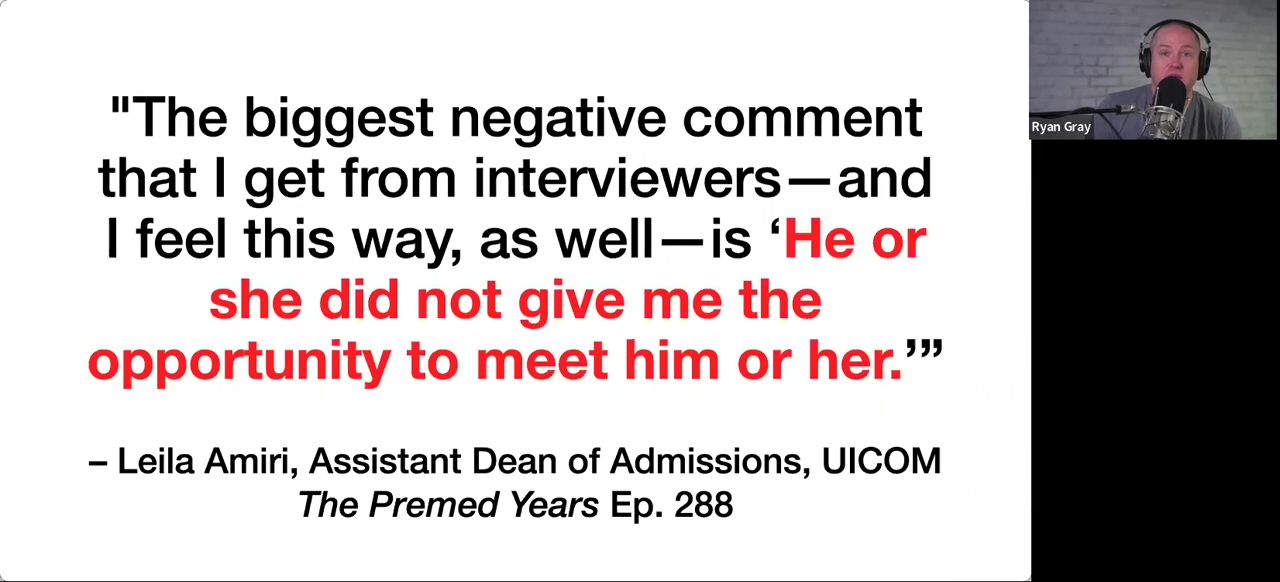 "The biggest negative comment
that I get from interviewers—and
I feel this way, as well—is ‘He or
she did not give me the
opportunity to meet him or her.’”
– Leila Amiri, Assistant Dean of Admissions, UICOM
The Premed Years Ep. 288
Ryan Gray